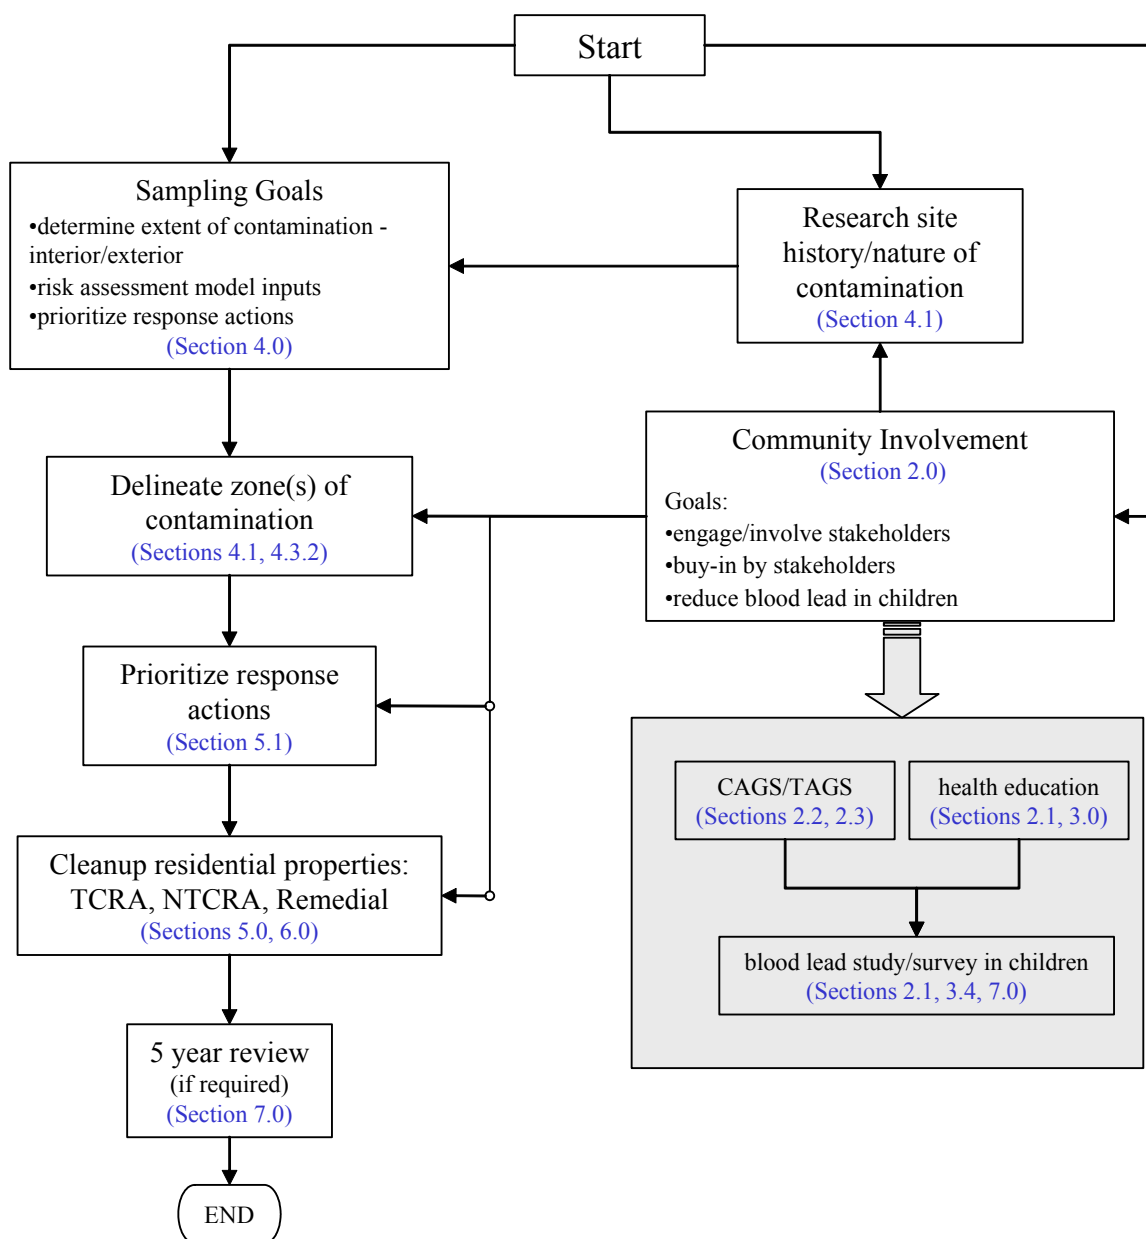 Start
Sampling Goals
•determine extent of contamination -
interior/exterior
•risk assessment model inputs
•prioritize response actions
(Section 4.0)
Research site
history/nature of
contamination
(Section 4.1)
Community Involvement
(Section 2.0)
Goals:
•engage/involve stakeholders
•buy-in by stakeholders
•reduce blood lead in children
Delineate zone(s) of
contamination
(Sections 4.1, 4.3.2)
Prioritize response
actions
(Section 5.1)
CAGS/TAGS
(Sections 2.2, 2.3)
health education
(Sections 2.1, 3.0)
Cleanup residential properties:
TCRA, NTCRA, Remedial
(Sections 5.0, 6.0)
blood lead study/survey in children
(Sections 2.1, 3.4, 7.0)
5 year review
(if required)
(Section 7.0)
END